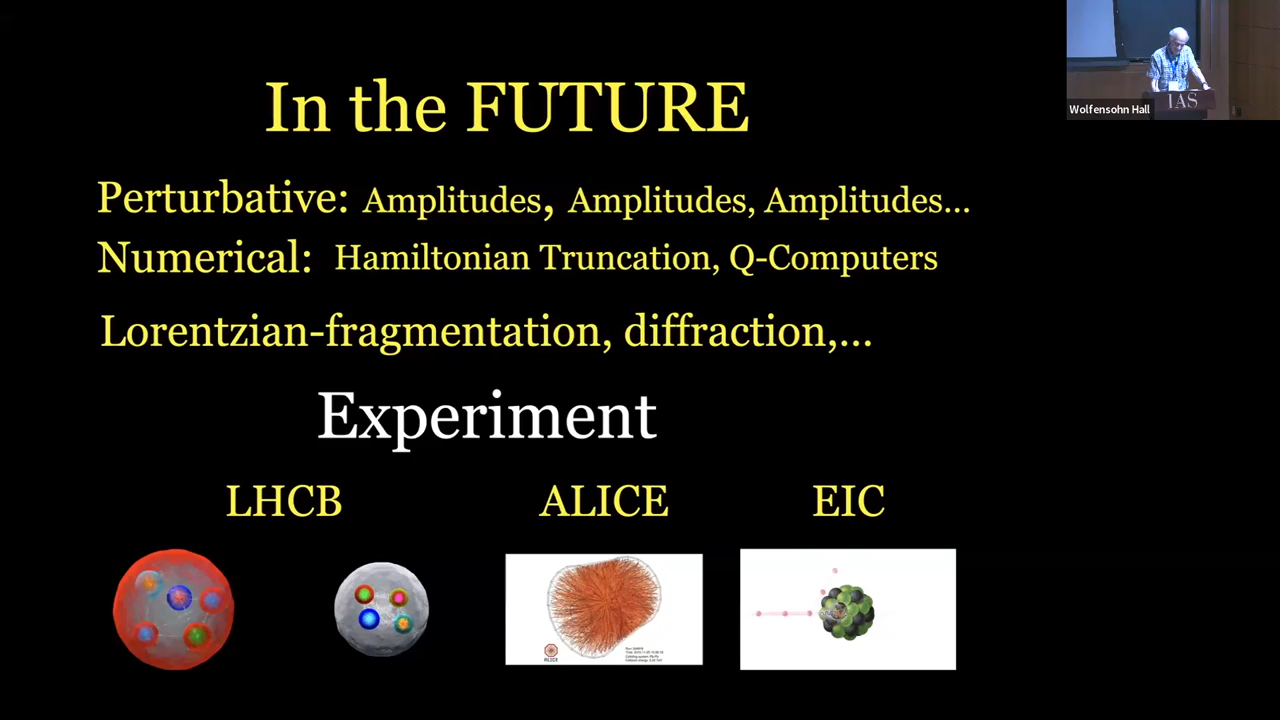 In the FUTURE
Perturbative: Amplitudes, Amplitudes, Amplitudes...
Numerical: Hamiltonian Truncation, Q-Computers
Lorentzian-fragmentation, diffraction,...
Experiment
LHCB ALICE EIC
ALICE
Wolfensohn Hall
IAS